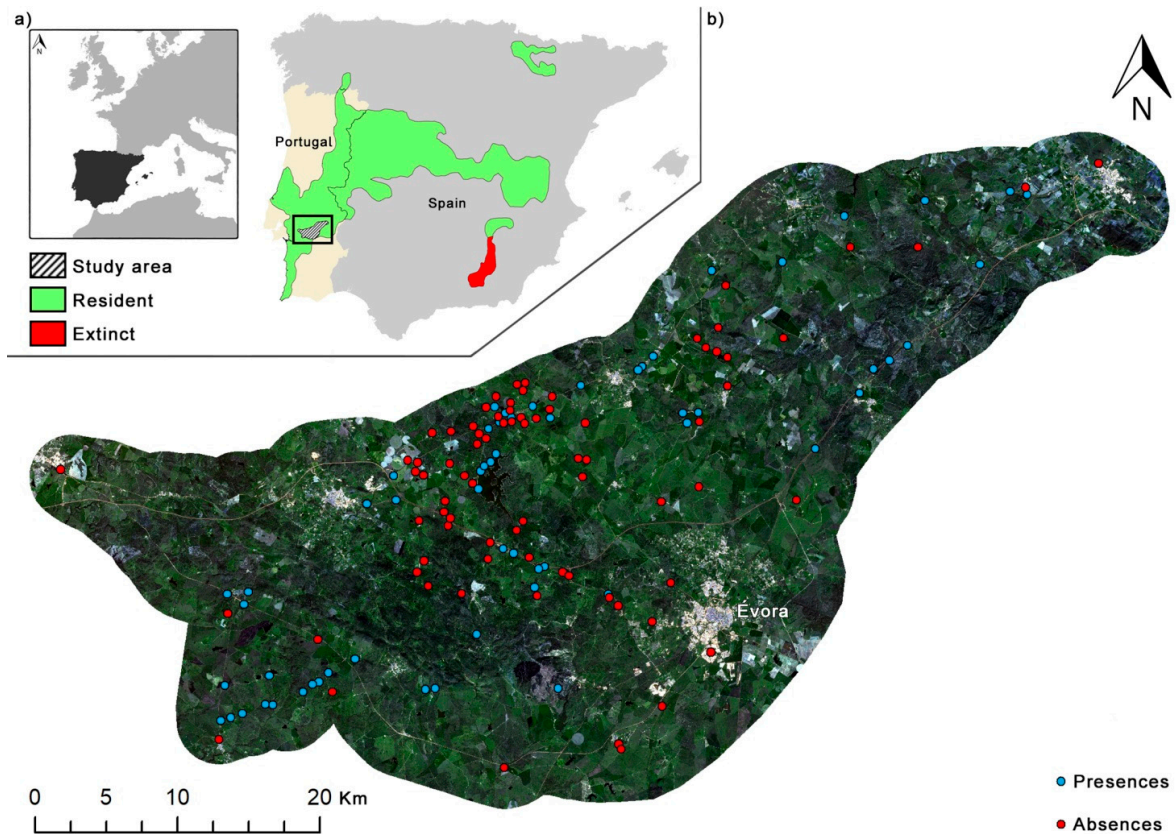 a)
b)
N
N
Portugal
Spain
Study area
Resident
Extinct
Évora
0 5 10 20 Km
Presences
Absences